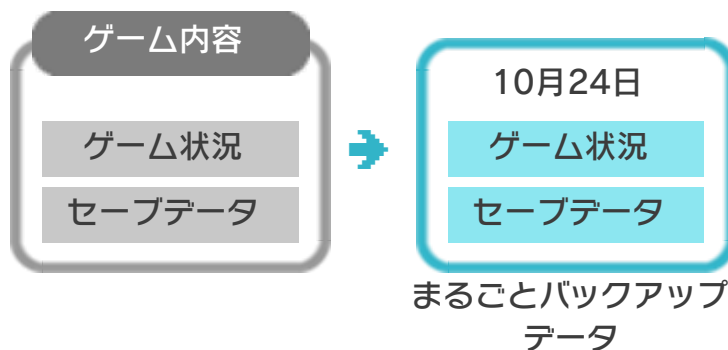 ゲーム内容
ゲーム状況
セーブデータ
10月24日
ゲーム状況
セーブデータ
まるごとバックアップ
データ